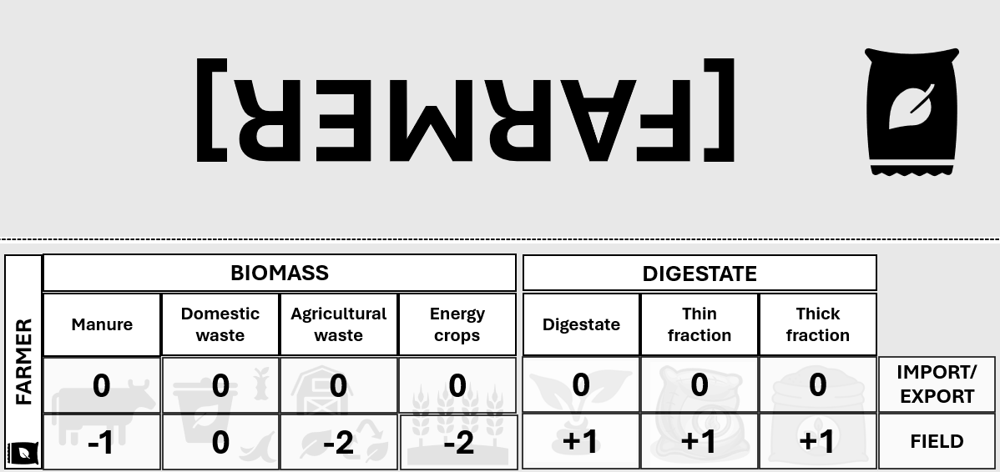 [FARMER]
FARMER
BIOMASS DIGESTATE
Manure Domestic waste Agricultural waste Energy crops Digestate Thin fraction Thick fraction
0 0 0 0 0 0 0 IMPORT/EXPORT
-1 0 -2 -2 +1 +1 +1 FIELD